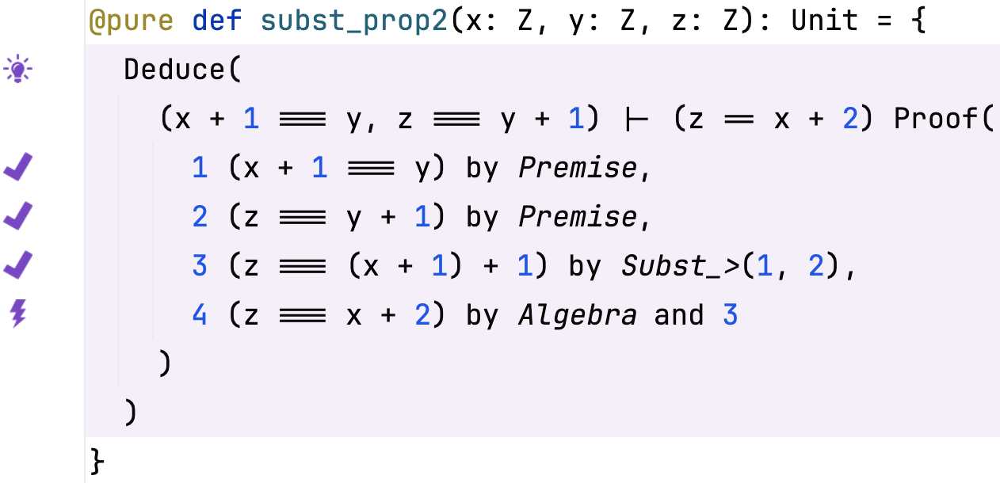 @pure def subst_prop2(x: Z, y: Z, z: Z): Unit = {
Deduce(
(x + 1 ≡ y, z ≡ y + 1) ⊢ (z == x + 2) Proof(
1 (x + 1 ≡ y) by Premise,
2 (z ≡ y + 1) by Premise,
3 (z ≡ (x + 1) + 1) by Subst_>(1, 2),
4 (z ≡ x + 2) by Algebra and 3
)
)
}